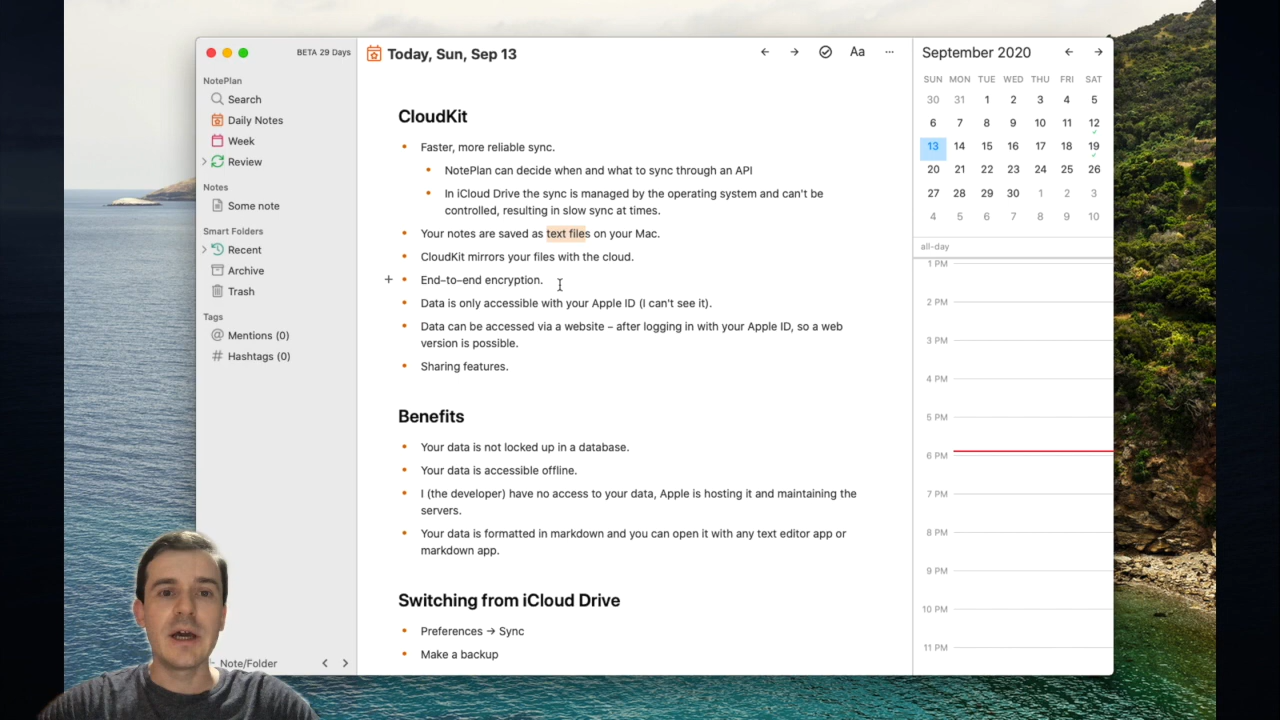 BETA 29 Days
NotePlan
Search
Daily Notes
Week
Review
Notes
Some note
Smart Folders
Recent
Archive
Trash
Tags
Mentions (0)
Hashtags (0)
Note/Folder
Today, Sun, Sep 13
Aa
CloudKit
Faster, more reliable sync.
NotePlan can decide when and what to sync through an API
In iCloud Drive the sync is managed by the operating system and can't be
controlled, resulting in slow sync at times.
Your notes are saved as text files on your Mac.
CloudKit mirrors your files with the cloud.
End-to-end encryption.
Data is only accessible with your Apple ID (I can't see it).
Data can be accessed via a website – after logging in with your Apple ID, so a web
version is possible.
Sharing features.
Benefits
Your data is not locked up in a database.
Your data is accessible offline.
I (the developer) have no access to your data, Apple is hosting it and maintaining the
servers.
Your data is formatted in markdown and you can open it with any text editor app or
markdown app.
Switching from iCloud Drive
Preferences → Sync
Make a backup
September 2020
SUN MON TUE WED THU FRI SAT
30 31 1 2 3 4 5
6 7 8 9 10 11 12
13 14 15 16 17 18 19
20 21 22 23 24 25 26
27 28 29 30 1 2 3
4 5 6 7 8 9 10
all-day
1 PM
2 PM
3 PM
4 PM
5 PM
6 PM
7 PM
8 PM
9 PM
10 PM
11 PM